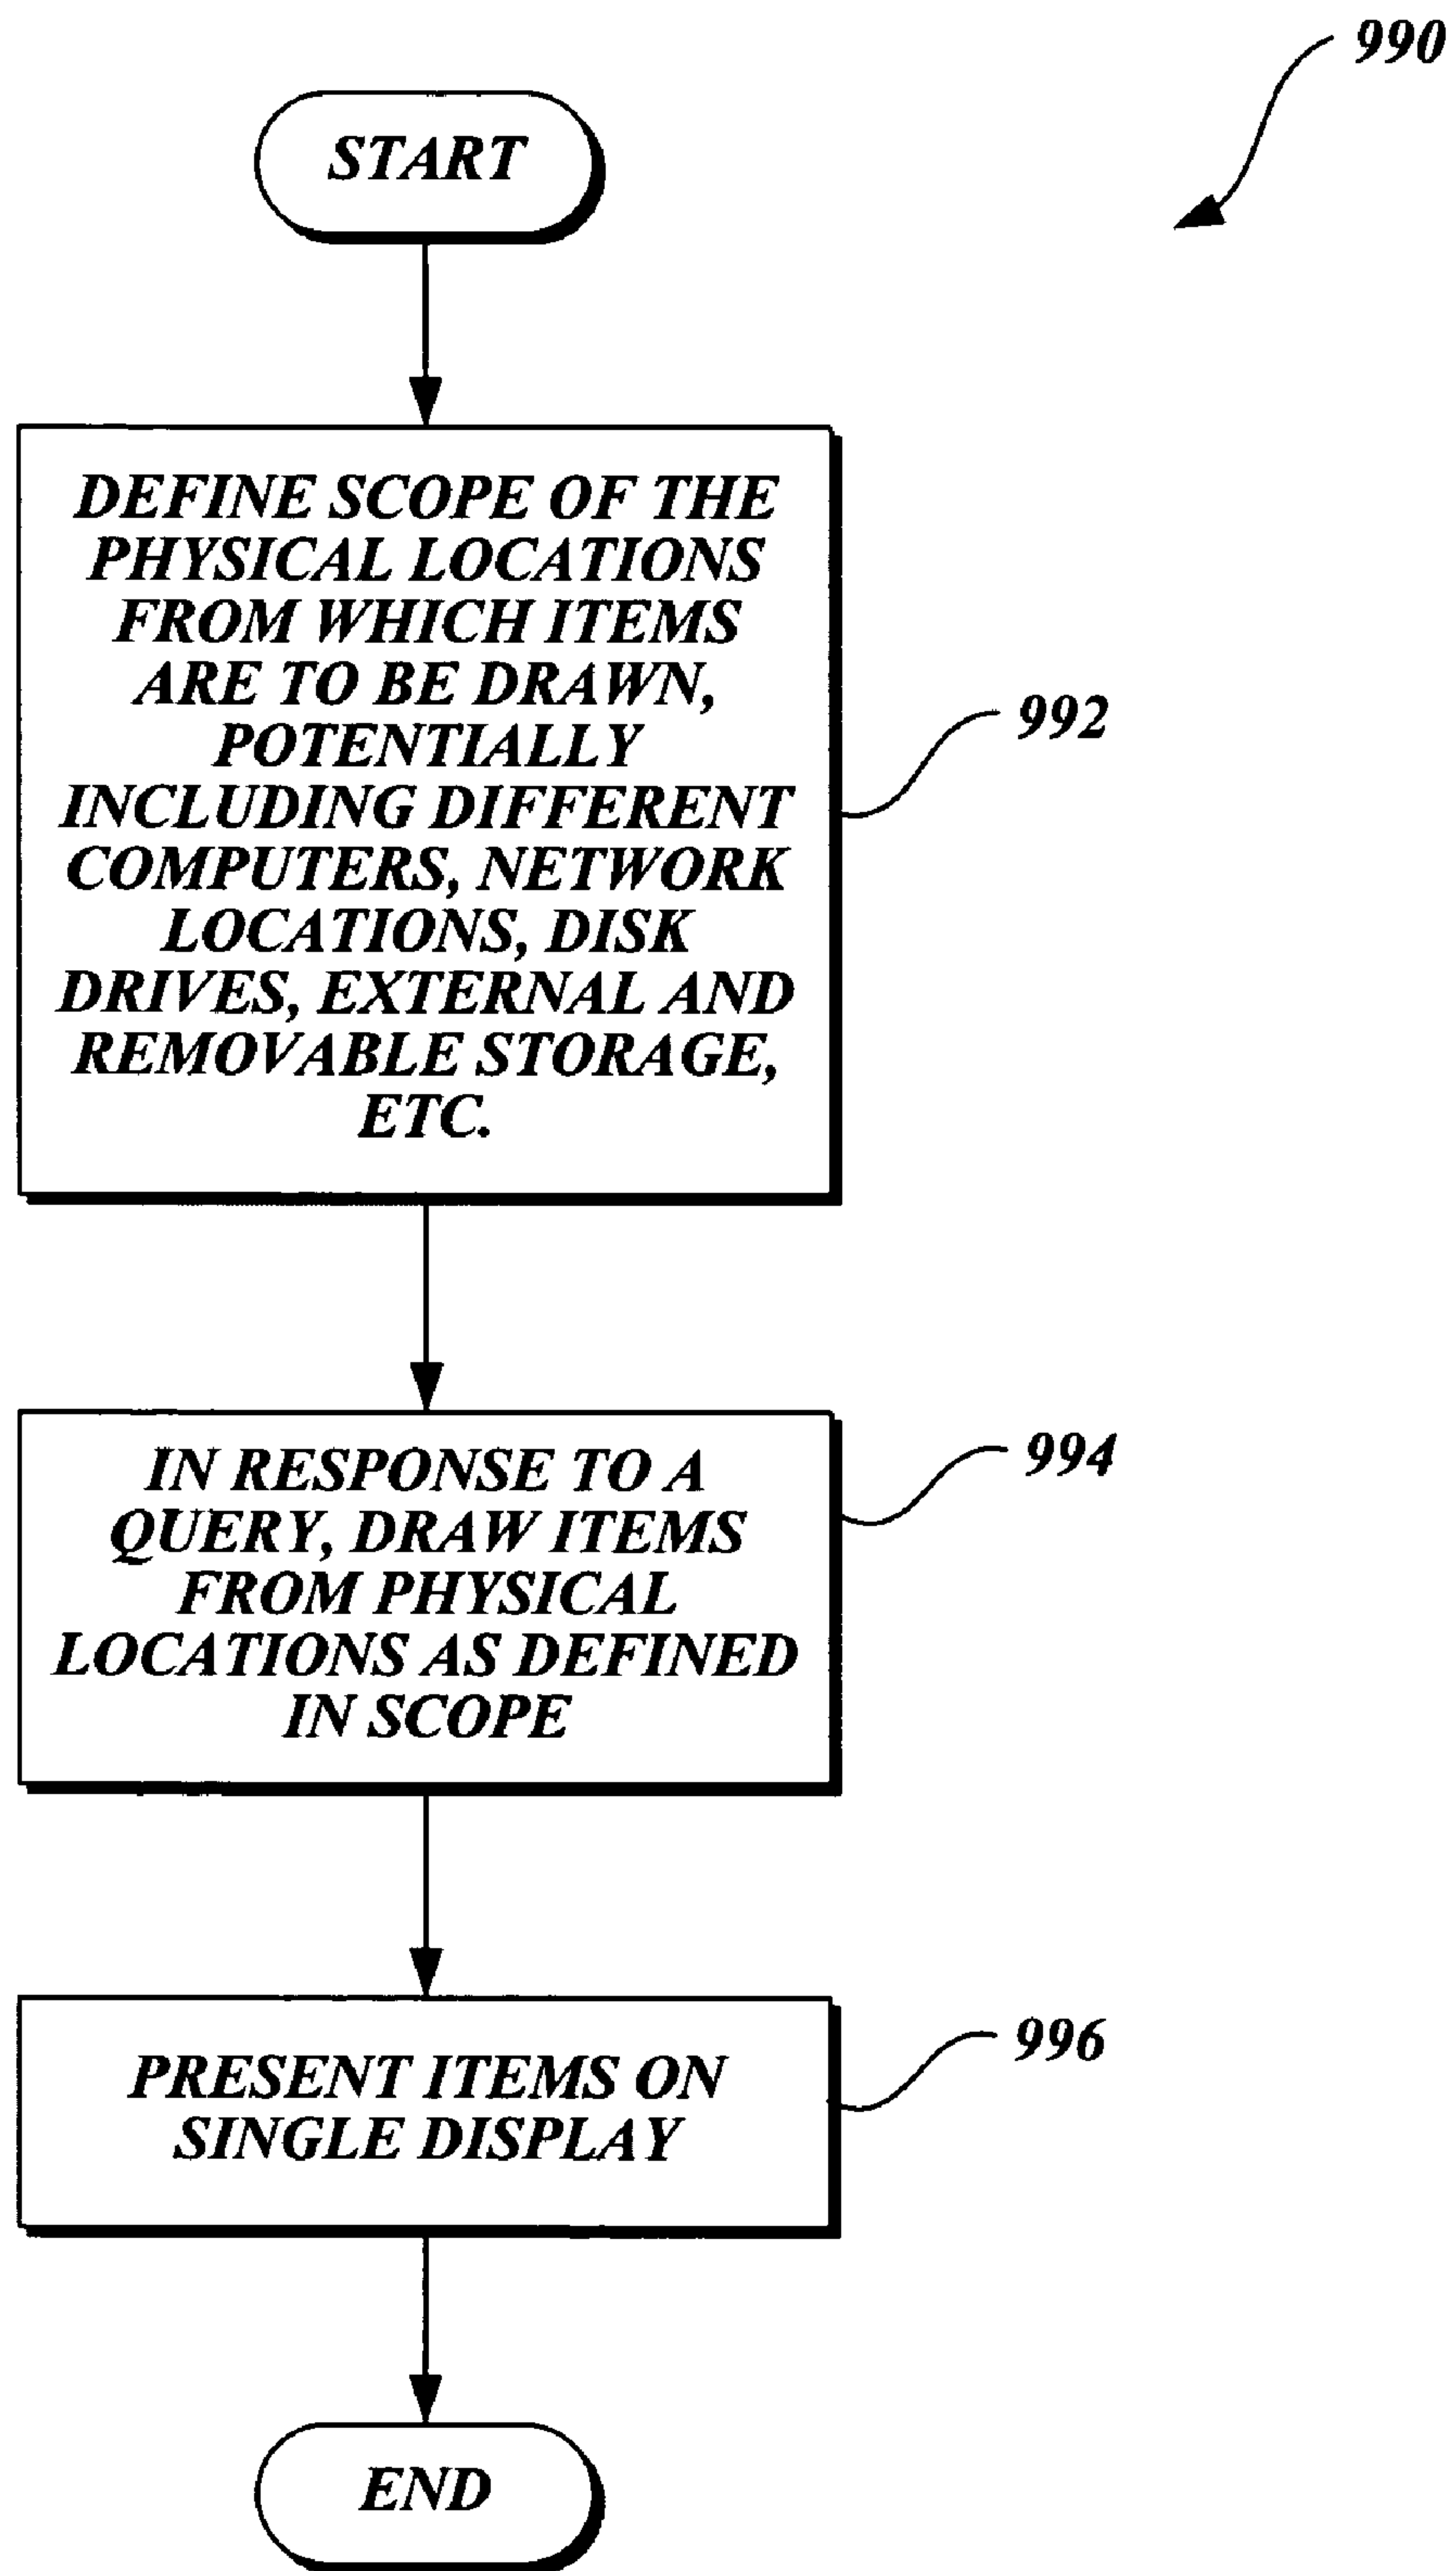 990
START
DEFINE SCOPE OF THE
PHYSICAL LOCATIONS
FROM WHICH ITEMS
ARE TO BE DRAWN,
POTENTIALLY
INCLUDING DIFFERENT
COMPUTERS, NETWORK
LOCATIONS, DISK
DRIVES, EXTERNAL AND
REMOVABLE STORAGE,
ETC.
992
IN RESPONSE TO A
QUERY, DRAW ITEMS
FROM PHYSICAL
LOCATIONS AS DEFINED
IN SCOPE
994
PRESENT ITEMS ON
SINGLE DISPLAY
996
END